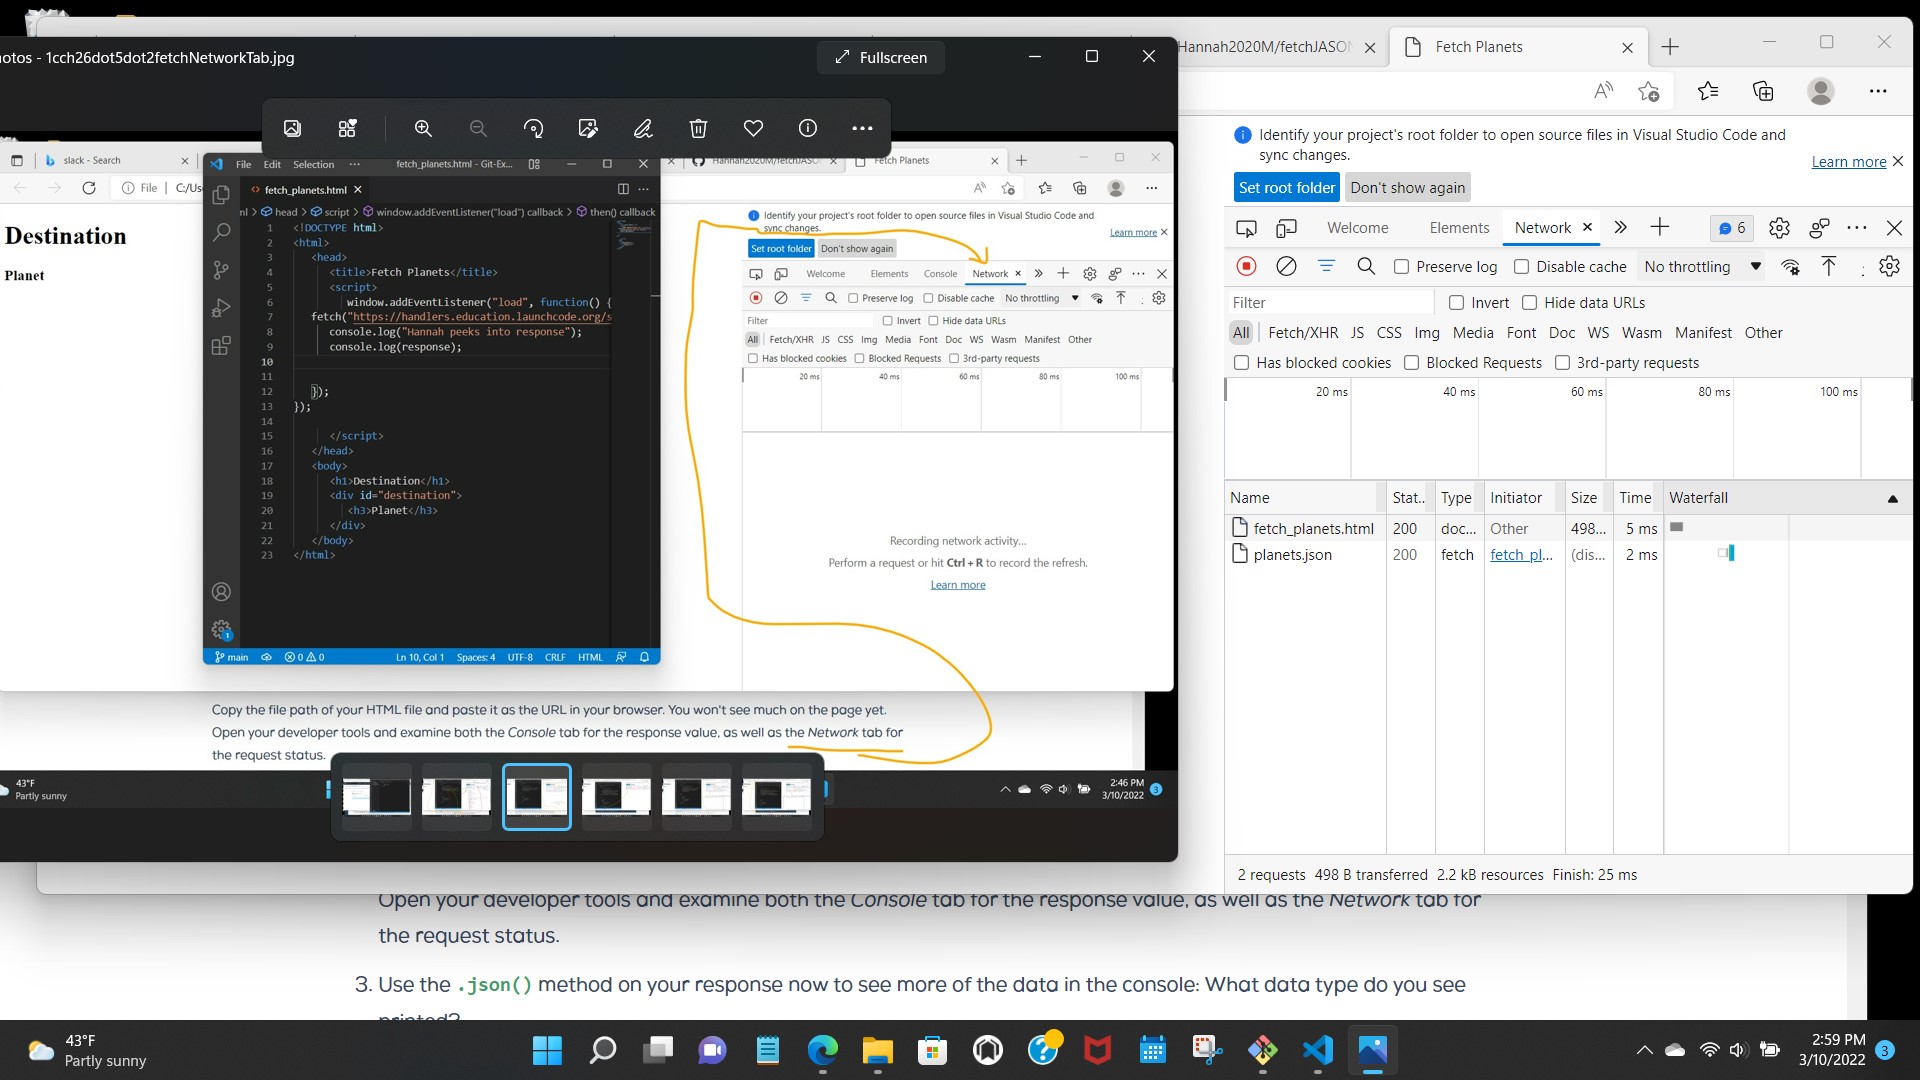 otos - 1cch26dot5dot2fetchNetworkTab.jpg
Fullscreen
slack - Search
File | C:/Us
Destination
Planet
File Edit Selection ··· fetch_planets.html - Git-Ex...
fetch_planets.html
ml > head > script > window.addEventListener("load") callback > then() callback
1 <!DOCTYPE html>
2 <html>
3 <head>
4 <title>Fetch Planets</title>
5 <script>
6 window.addEventListener("load", function() {
7 fetch("https://handlers.education.launchcode.org/s
8 console.log("Hannah peeks into response");
9 console.log(response);
10
11
12 });
13 });
14
15 </script>
16 </head>
17 <body>
18 <h1>Destination</h1>
19 <div id="destination">
20 <h3>Planet</h3>
21 </div>
22 </body>
23 </html>
main 0 0 Ln 10, Col 1 Spaces: 4 UTF-8 CRLF HTML
Hannah2020M/fetchJASO
Fetch Planets
Identify your project's root folder to open source files in Visual Studio Code and
sync changes.
Learn more
Set root folder Don't show again
Welcome Elements Console Network
Preserve log Disable cache No throttling
Filter Invert Hide data URLs
All Fetch/XHR JS CSS Img Media Font Doc WS Wasm Manifest Other
Has blocked cookies Blocked Requests 3rd-party requests
20 ms 40 ms 60 ms 80 ms 100 ms
Recording network activity...
Perform a request or hit Ctrl + R to record the refresh.
Learn more
Copy the file path of your HTML file and paste it as the URL in your browser. You won't see much on the page yet.
Open your developer tools and examine both the Console tab for the response value, as well as the Network tab for
the request status.
43°F
Partly sunny
2:46 PM
3/10/2022
3
Hannah2020M/fetchJASON
Fetch Planets
Identify your project's root folder to open source files in Visual Studio Code and
sync changes.
Learn more
Set root folder Don't show again
Welcome Elements Network 6
Preserve log Disable cache No throttling
Filter Invert Hide data URLs
All Fetch/XHR JS CSS Img Media Font Doc WS Wasm Manifest Other
Has blocked cookies Blocked Requests 3rd-party requests
20 ms 40 ms 60 ms 80 ms 100 ms
Name Stat.. Type Initiator Size Time Waterfall
fetch_planets.html 200 doc... Other 498... 5 ms
planets.json 200 fetch fetch_pl... (dis... 2 ms
2 requests 498 B transferred 2.2 kB resources Finish: 25 ms
Open your developer tools and examine both the Console tab for the response value, as well as the Network tab for
the request status.
3. Use the .json() method on your response now to see more of the data in the console: What data type do you see
printed?
43°F
Partly sunny
2:59 PM
3/10/2022
3